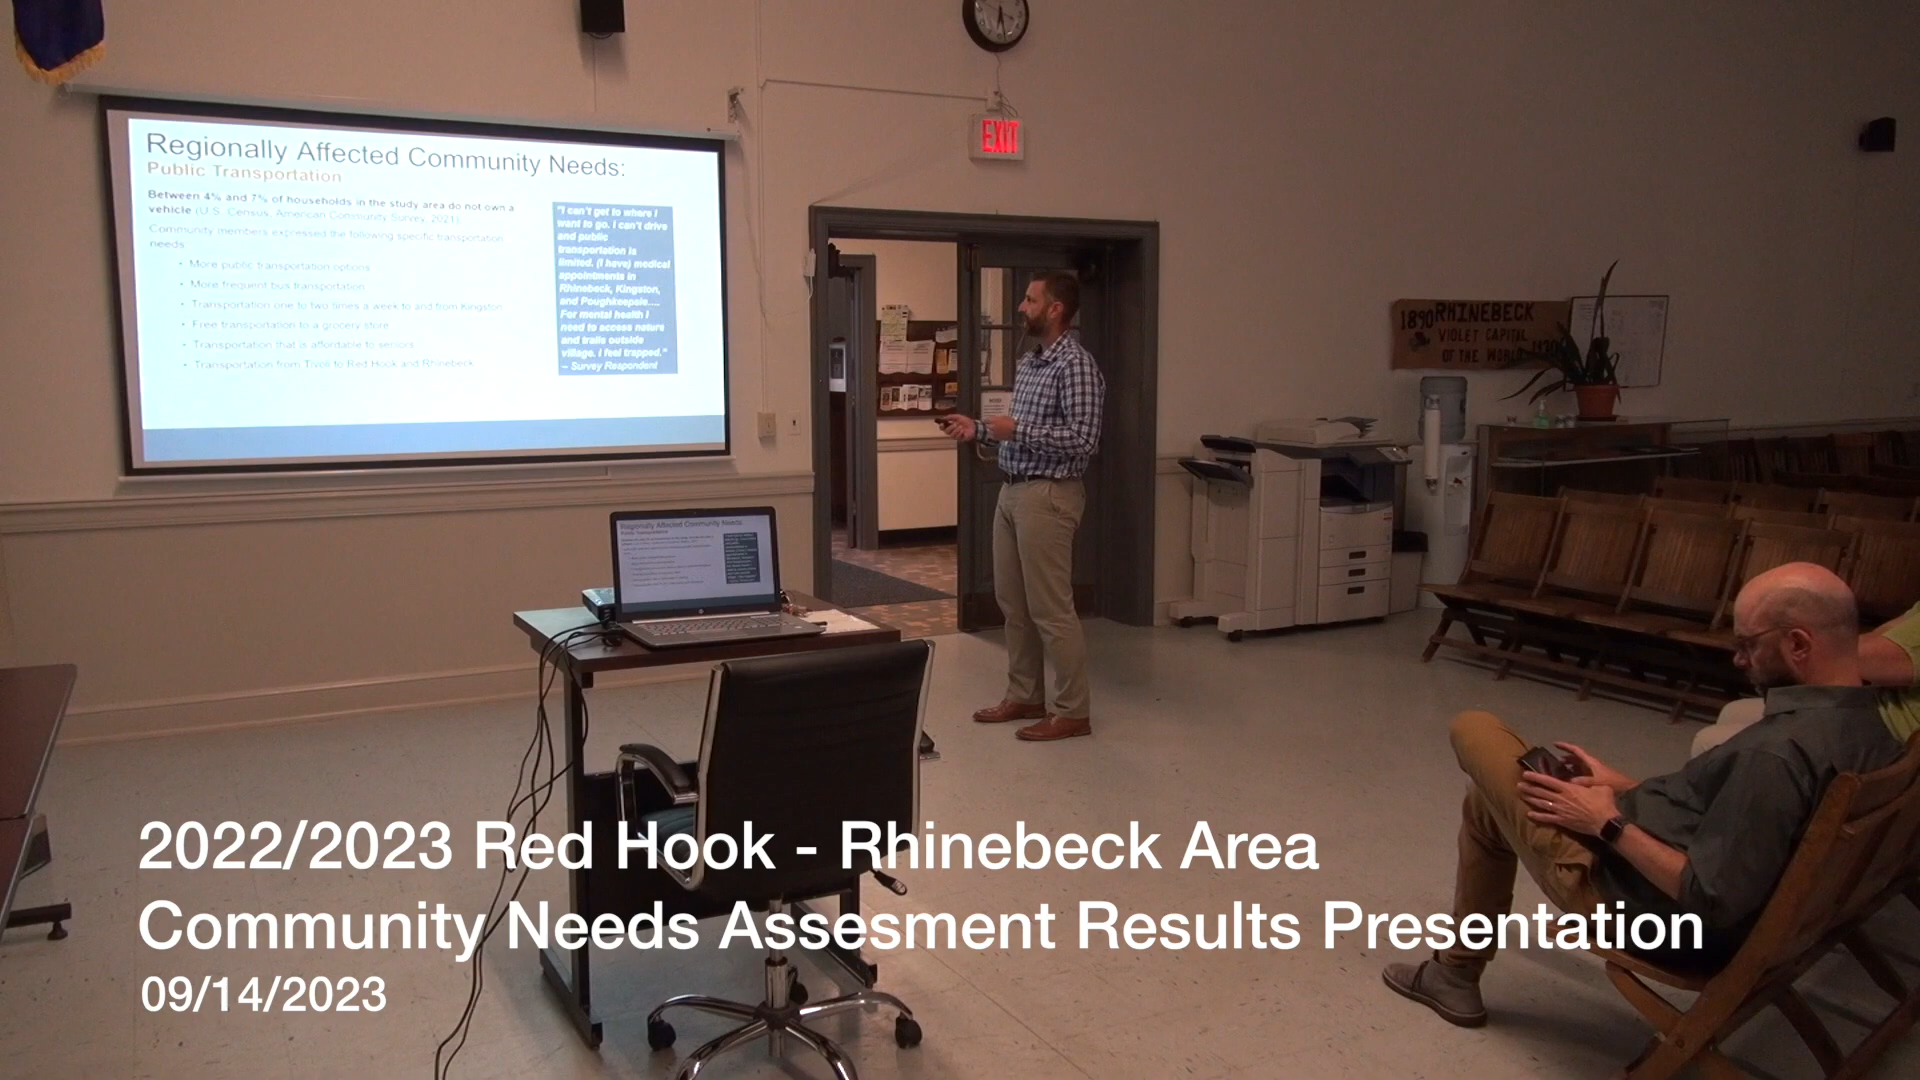 Regionally Affected Community Needs:
Public Transportation
Between 4% and 7% of households in the study area do not own a
vehicle (U.S. Census, American Community Survey, 2021).
Community members expressed the following specific transportation
needs
• More public transportation options
• More frequent bus transportation
• Transportation one to two times a week to and from Kingston
• Free transportation to a grocery store
• Transportation that is affordable to seniors
• Transportation from Tivoli to Red Hook and Rhinebeck
"I can't get to where I
want to go. I can't drive
and public
transportation is
limited. (I have) medical
appointments in
Rhinebeck, Kingston,
and Poughkeepsie....
For mental health I
need to access nature
and trails outside
village. I feel trapped."
– Survey Respondent
EXIT
1890 RHINEBECK
VIOLET CAPITAL
OF THE WORLD
Regionally Affected Community Needs:
Public Transportation
2022/2023 Red Hook - Rhinebeck Area
Community Needs Assesment Results Presentation
09/14/2023